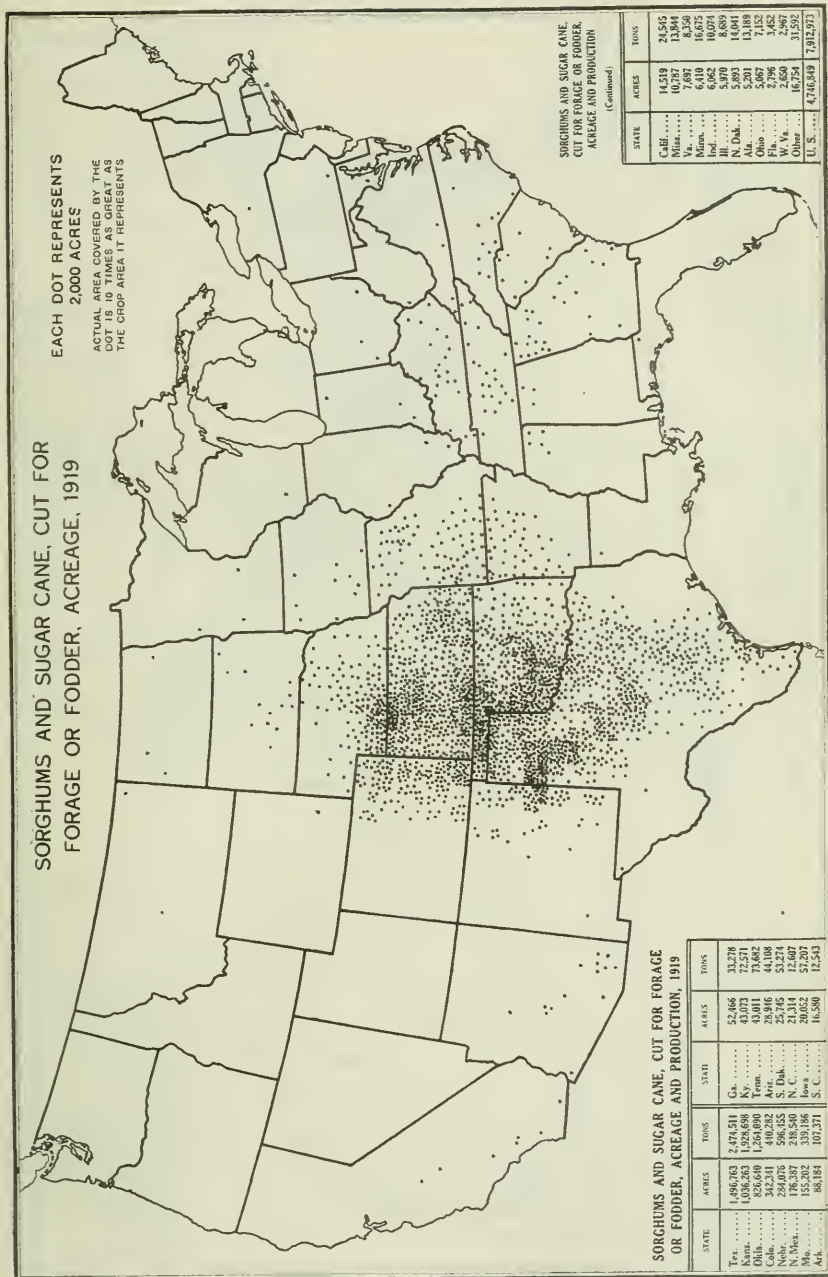 SORGHUMS AND SUGAR CANE, CUT FOR
FORAGE OR FODDER, ACREAGE, 1919
EACH DOT REPRESENTS
2,000 ACRES
ACTUAL AREA COVERED BY THE
DOT IS 10 TIMES AS GREAT AS
THE CROP AREA IT REPRESENTS
SORGHUMS AND SUGAR CANE, CUT FOR FORAGE
OR FODDER, ACREAGE AND PRODUCTION, 1919
STATE ACRES TONS STATE ACRES TONS
Tex. 1,496,763 2,474,511 Ga. 52,466 33,278
Kans. 1,036,263 1,928,698 Ky. 43,073 72,571
Okla. 826,640 1,264,090 Tenn. 43,011 73,682
Colo. 342,341 440,282 Ariz. 28,946 44,108
Nebr. 284,076 596,455 S. Dak. 25,745 53,274
N. Mex. 176,387 248,540 N. C. 21,314 12,607
Mo. 155,202 339,186 Iowa 20,052 57,207
Ark. 88,184 107,371 S. C. 16,580 12,543
SORGHUMS AND SUGAR CANE,
CUT FOR FORAGE OR FODDER,
ACREAGE AND PRODUCTION
(Continued)
STATE ACRES TONS
Calif. 14,519 24,545
Miss. 10,787 13,844
Va. 7,697 8,350
Minn. 6,410 16,675
Ind. 6,062 10,074
Ill. 5,970 8,689
N. Dak. 5,893 14,041
Ala. 5,201 13,189
Ohio 5,067 7,152
Fla. 2,796 3,452
W. Va. 2,650 2,967
Other 16,754 31,592
U. S. 4,746,849 7,912,973